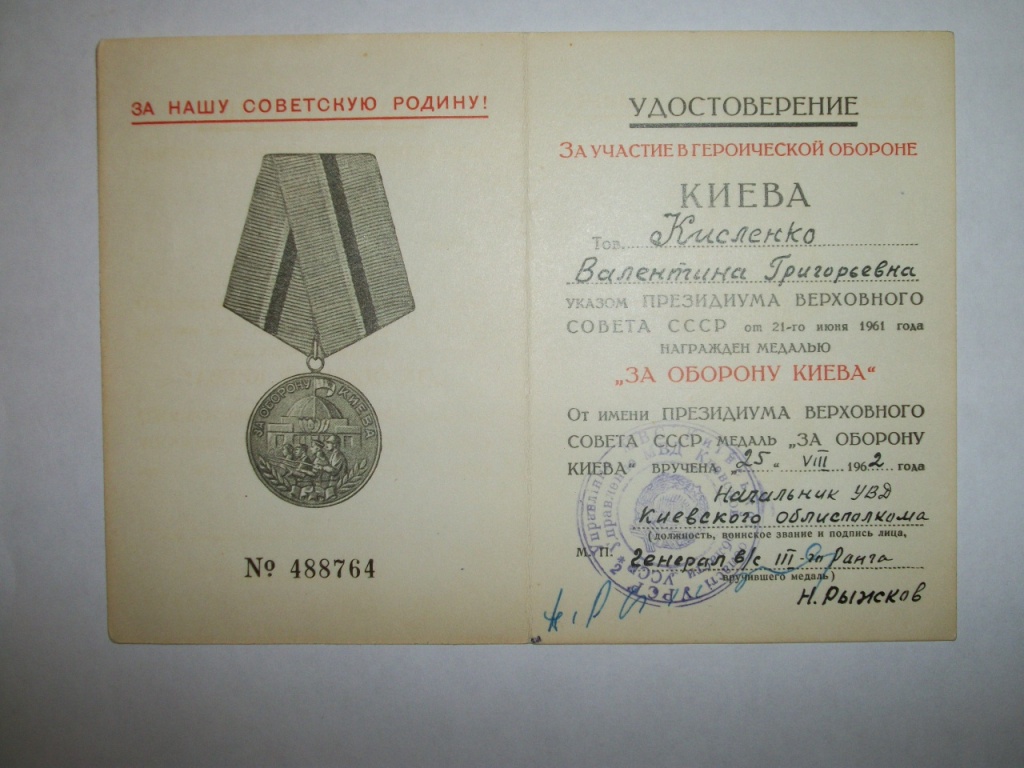 ЗА НАШУ СОВЕТСКУЮ РОДИНУ!
ЗА ОБОРОНУ КИЕВА
№ 488764
УДОСТОВЕРЕНИЕ
ЗА УЧАСТИЕ В ГЕРОИЧЕСКОЙ ОБОРОНЕ
КИЕВА
Тов. Кисленко
Валентина Григорьевна
УКАЗОМ ПРЕЗИДИУМА ВЕРХОВНОГО
СОВЕТА СССР от 21-го июня 1961 года
НАГРАЖДЕН МЕДАЛЬЮ
„ЗА ОБОРОНУ КИЕВА“
От имени ПРЕЗИДИУМА ВЕРХОВНОГО
СОВЕТА СССР МЕДАЛЬ „ЗА ОБОРОНУ
КИЕВА“ ВРУЧЕНА „25“ VIII 1962 года
Начальник УВД
Киевского облисполкома
(должность, воинское звание и подпись лица,
М. П. Генерал в/с III-го Ранга
вручившего медаль)
Н. Рыжков